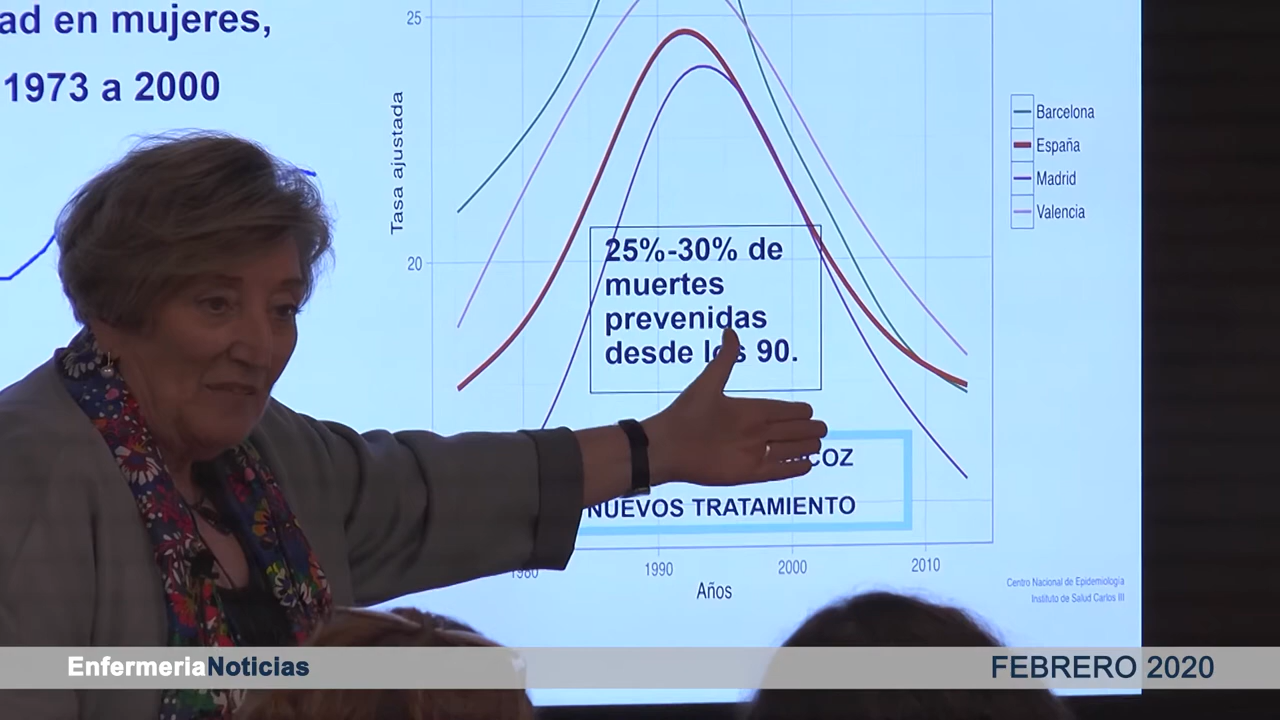 ad en mujeres,
1973 a 2000
25
20
Tasa ajustada
Barcelona
España
Madrid
Valencia
25%-30% de
muertes
prevenidas
desde los 90.
COZ
NUEVOS TRATAMIENTO
1980
1990
2000
2010
Años
Centro Nacional de Epidemiología
Instituto de Salud Carlos III
EnfermeriaNoticias
FEBRERO 2020